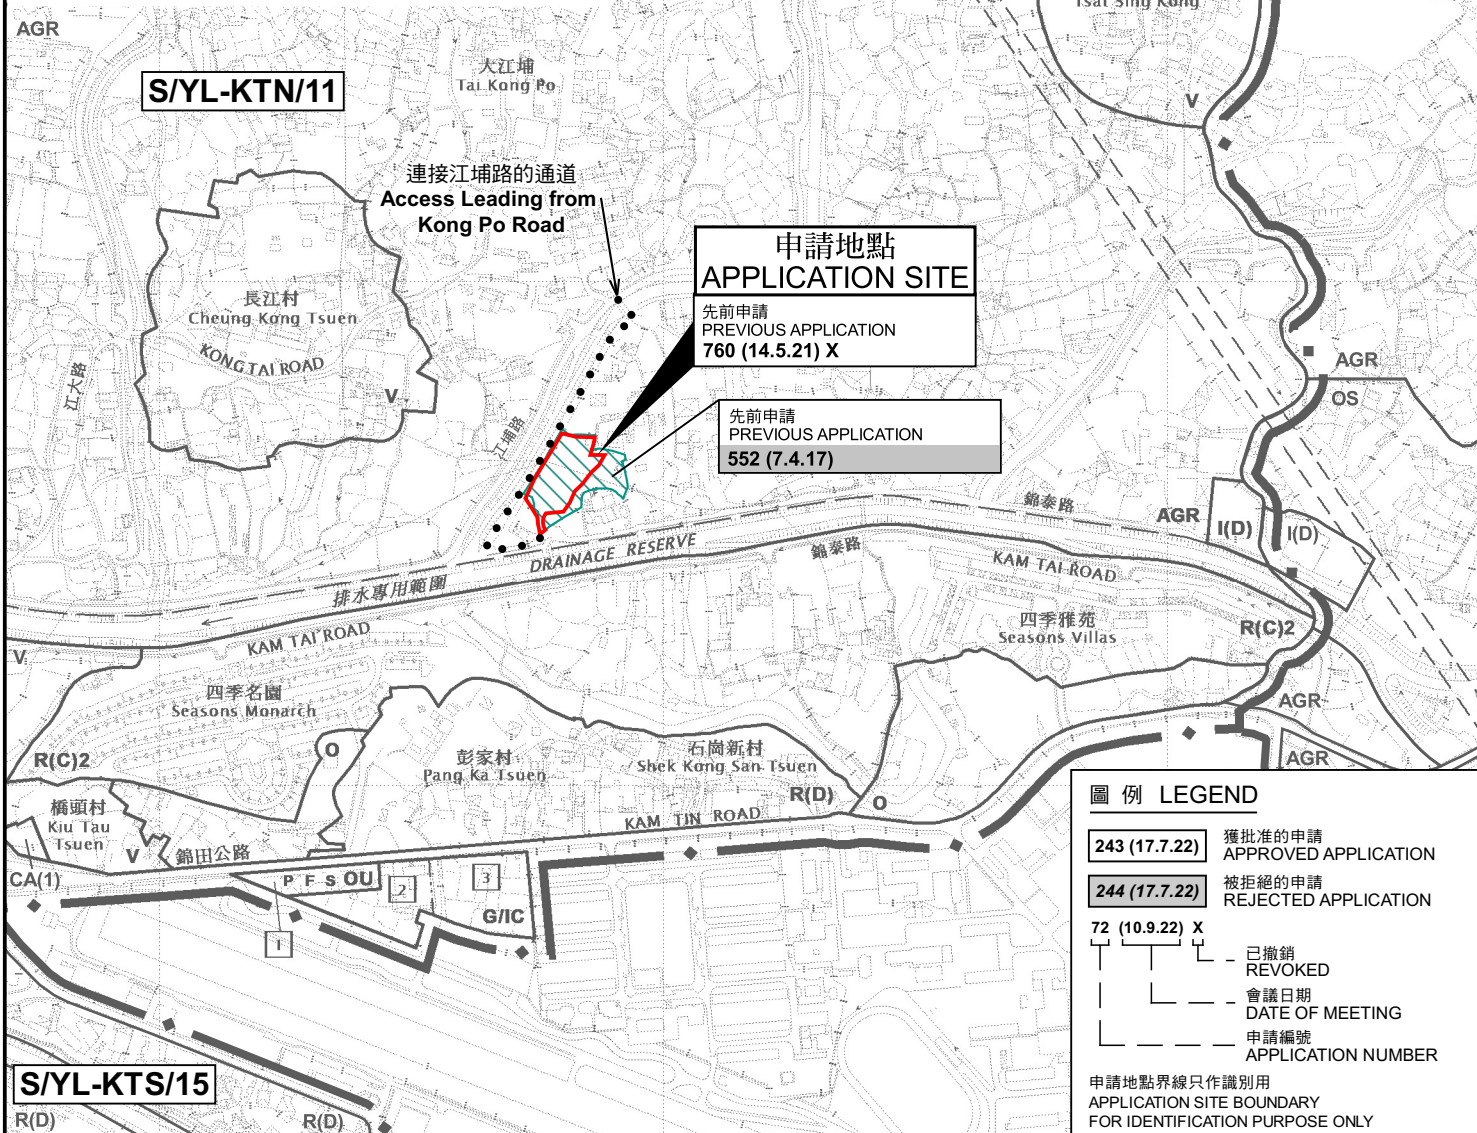 AGR
S/YL-KTN/11
大江埔
Tai Kong Po
Tsat Sing Kong
V
連接江埔路的通道
Access Leading from
Kong Po Road
申請地點
APPLICATION SITE
先前申請
PREVIOUS APPLICATION
760 (14.5.21) X
先前申請
PREVIOUS APPLICATION
552 (7.4.17)
長江村
Cheung Kong Tsuen
KONG TAI ROAD
V
江大路
江埔路
AGR
OS
錦泰路
AGR
I(D)
I(D)
DRAINAGE RESERVE
錦泰路
KAM TAI ROAD
排水專用範圍
KAM TAI ROAD
四季雅苑
Seasons Villas
R(C)2
V
四季名園
Seasons Monarch
R(C)2
O
彭家村
Pang Ka Tsuen
石崗新村
Shek Kong San Tsuen
R(D)
O
AGR
AGR
橋頭村
Kiu Tau
Tsuen
V
錦田公路
KAM TIN ROAD
CA(1)
P F S OU
2
3
G/IC
1
S/YL-KTS/15
R(D)
R(D)
圖 例 LEGEND
243 (17.7.22)
獲批准的申請
APPROVED APPLICATION
244 (17.7.22)
被拒絕的申請
REJECTED APPLICATION
72 (10.9.22) X
已撤銷
REVOKED
會議日期
DATE OF MEETING
申請編號
APPLICATION NUMBER
申請地點界線只作識別用
APPLICATION SITE BOUNDARY
FOR IDENTIFICATION PURPOSE ONLY